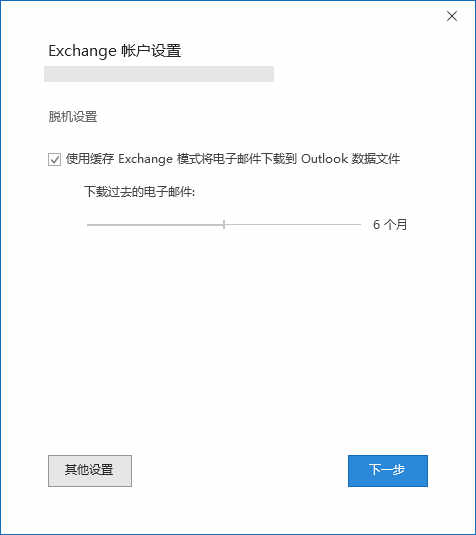 Exchange 帐户设置
脱机设置
使用缓存 Exchange 模式将电子邮件下载到 Outlook 数据文件
下载过去的电子邮件:
6 个月
其他设置
下一步